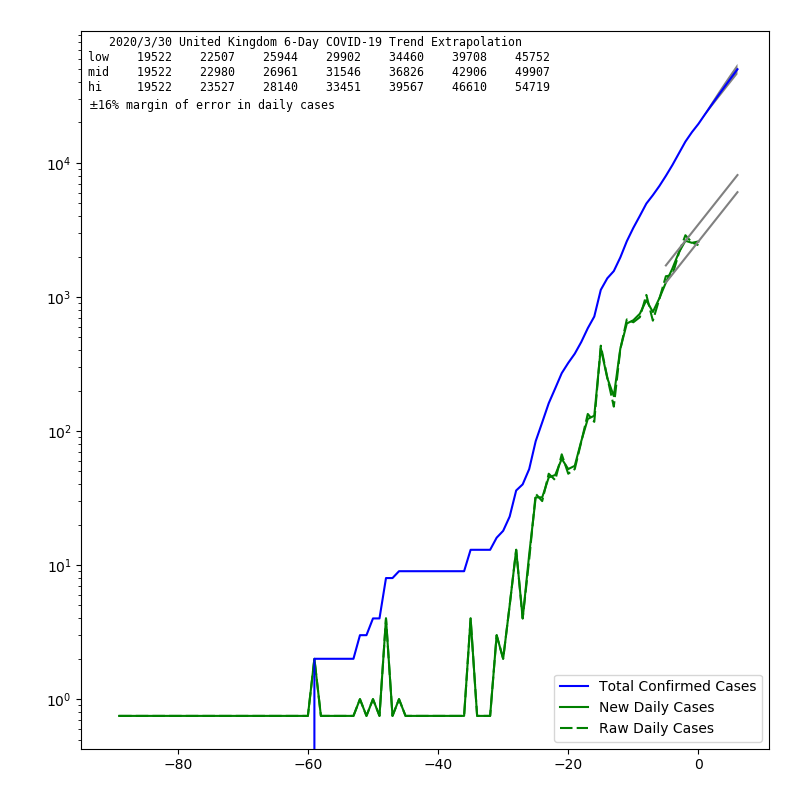 2020/3/30 United Kingdom 6-Day COVID-19 Trend Extrapolation
low 19522 22507 25944 29902 34460 39708 45752
mid 19522 22980 26961 31546 36826 42906 49907
hi 19522 23527 28140 33451 39567 46610 54719
±16% margin of error in daily cases
10⁴
10³
10²
10¹
10⁰
Total Confirmed Cases
New Daily Cases
Raw Daily Cases
−80 −60 −40 −20 0